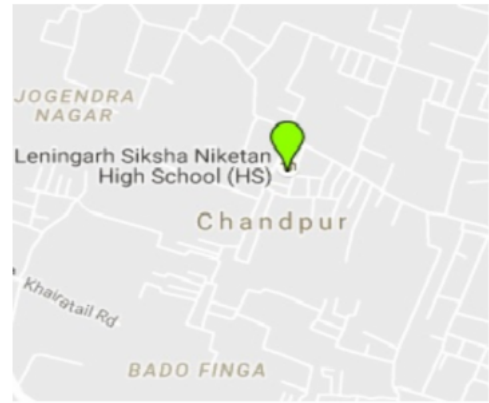 JOGENDRA
NAGAR
Leningarh Siksha Niketan
High School (HS)
Chandpur
Khairatail Rd
BADO FINGA